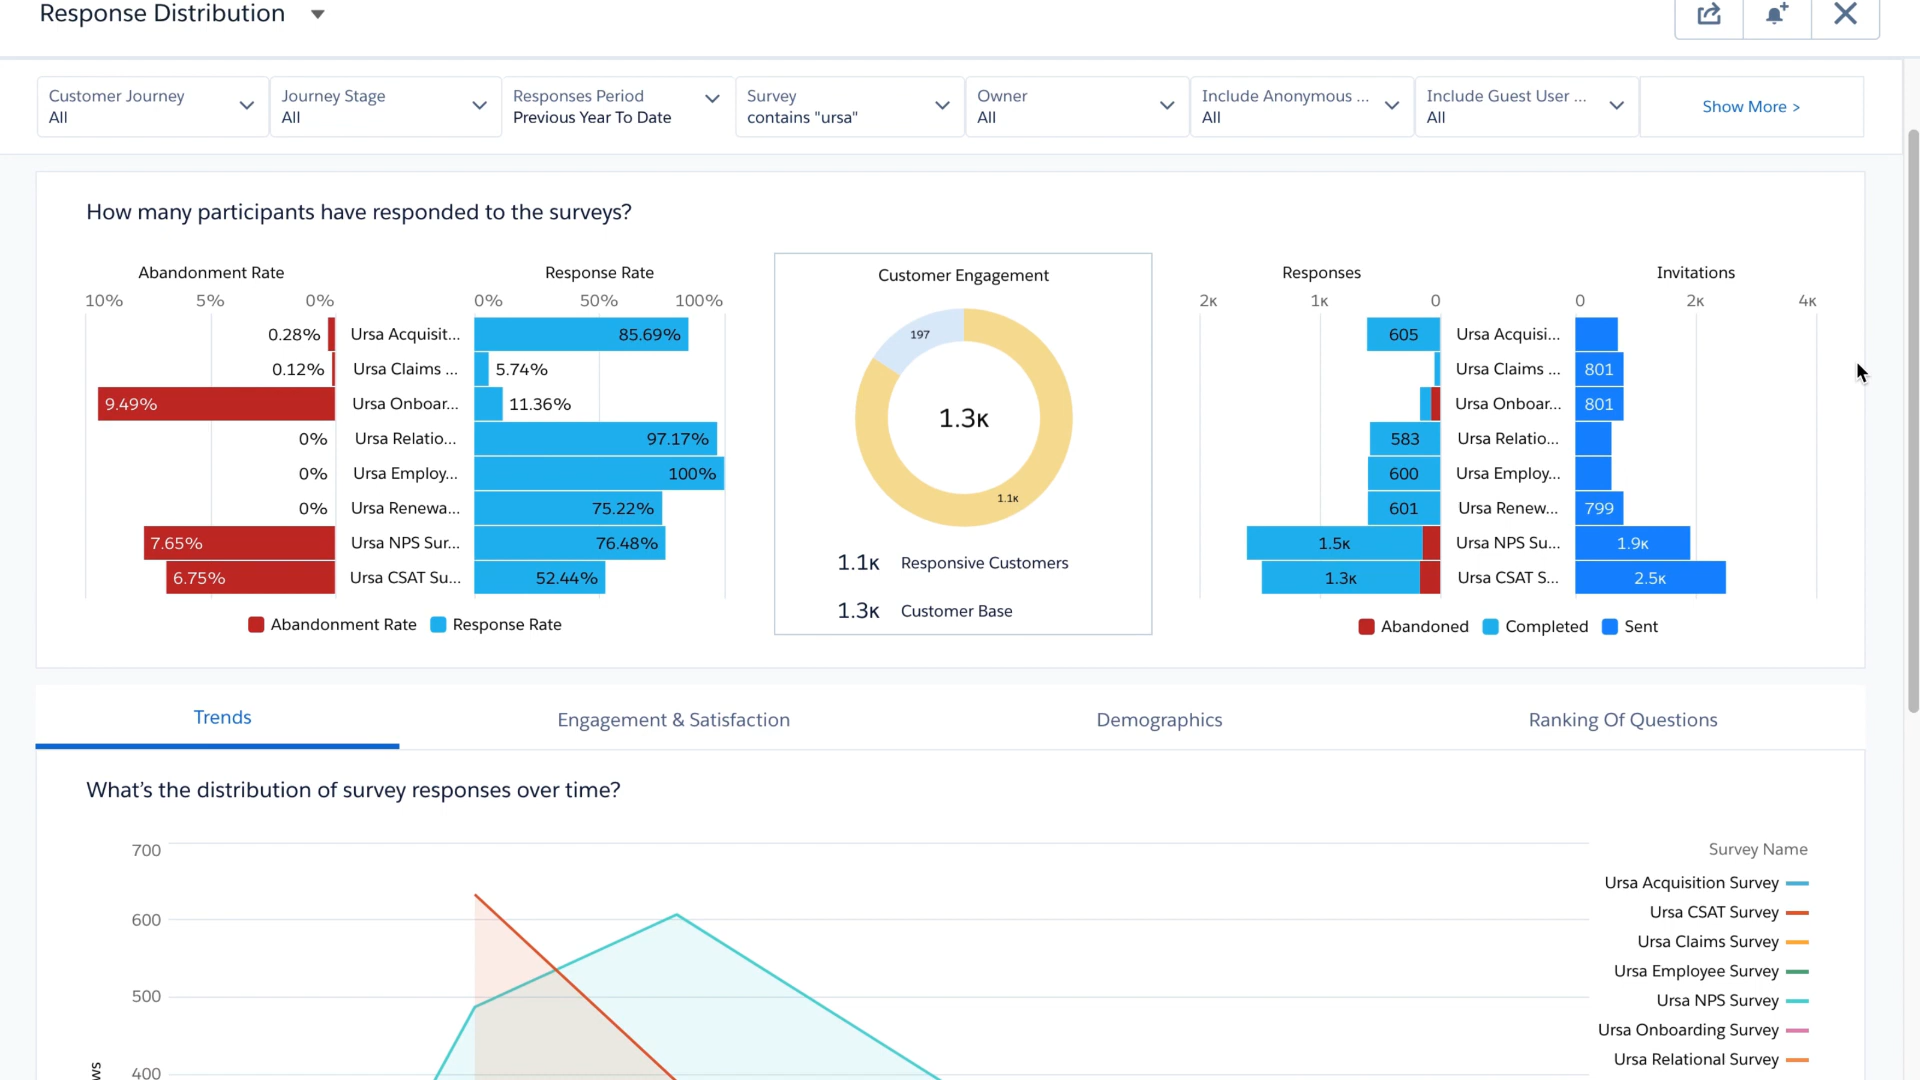 Response Distribution
Customer Journey
All
Journey Stage
All
Responses Period
Previous Year To Date
Survey
contains "ursa"
Owner
All
Include Anonymous ...
All
Include Guest User ...
All
Show More >
How many participants have responded to the surveys?
Abandonment Rate
Response Rate
10% 5% 0%
0% 50% 100%
0.28% Ursa Acquisit... 85.69%
0.12% Ursa Claims ... 5.74%
9.49% Ursa Onboar... 11.36%
0% Ursa Relatio... 97.17%
0% Ursa Employ... 100%
0% Ursa Renewa... 75.22%
7.65% Ursa NPS Sur... 76.48%
6.75% Ursa CSAT Su... 52.44%
Abandonment Rate Response Rate
Customer Engagement
197
1.3K
1.1K
1.1K Responsive Customers
1.3K Customer Base
Responses
Invitations
2K 1K 0
0 2K 4K
605 Ursa Acquisi...
Ursa Claims ... 801
Ursa Onboar... 801
583 Ursa Relatio...
600 Ursa Employ...
601 Ursa Renew... 799
1.5K Ursa NPS Su... 1.9K
1.3K Ursa CSAT S... 2.5K
Abandoned Completed Sent
Trends
Engagement & Satisfaction
Demographics
Ranking Of Questions
What's the distribution of survey responses over time?
700
600
500
400
Survey Name
Ursa Acquisition Survey
Ursa CSAT Survey
Ursa Claims Survey
Ursa Employee Survey
Ursa NPS Survey
Ursa Onboarding Survey
Ursa Relational Survey